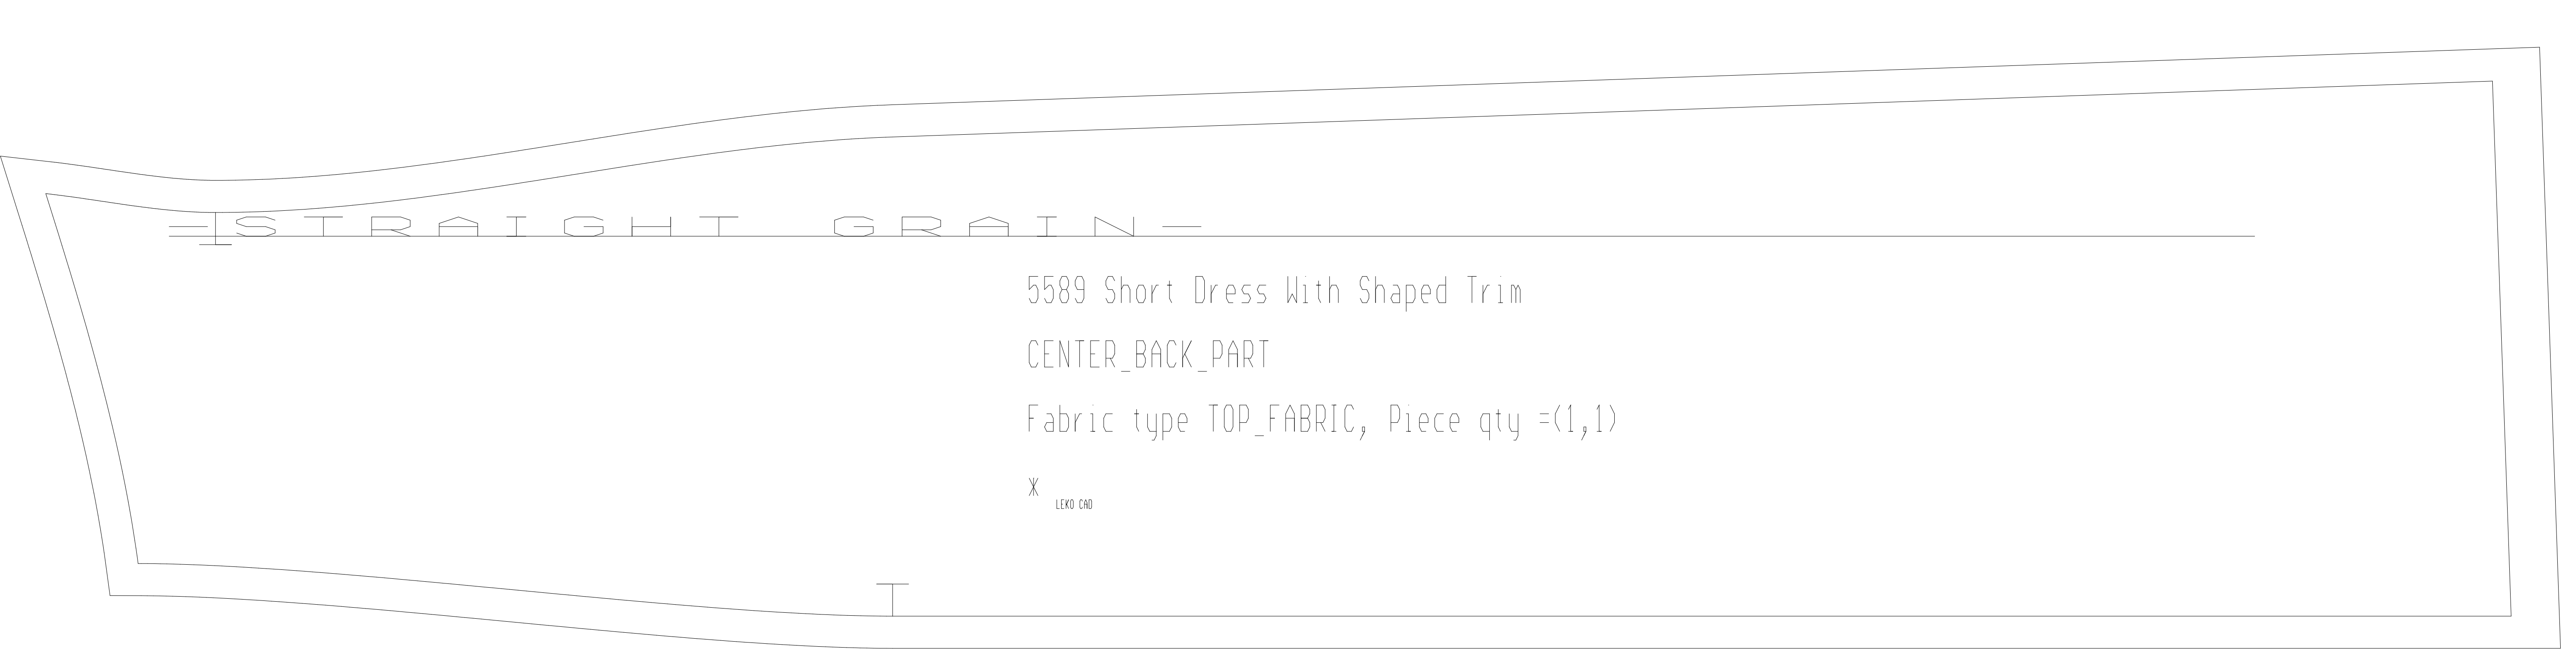 =STRAIGHT GRAIN-
5589 Short Dress With Shaped Trim
CENTER_BACK_PART
Fabric type TOP_FABRIC, Piece qty =(1,1)
*
LEKO CAD